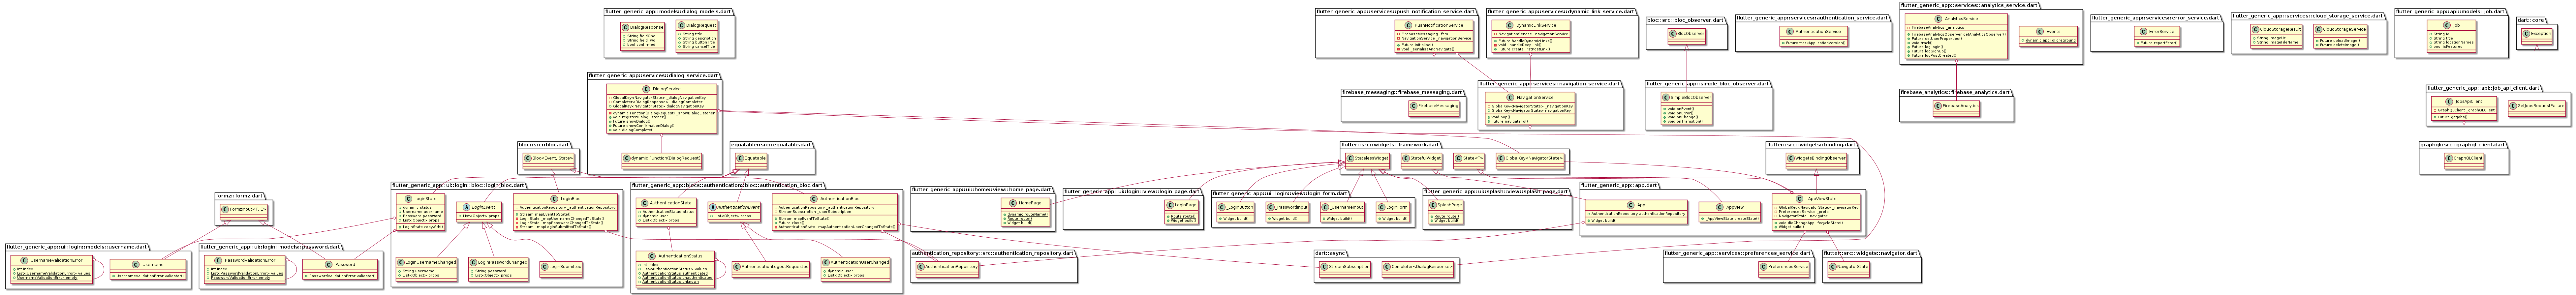 flutter_generic_app::models::dialog_models.dart
DialogResponse
String fieldOne
String fieldTwo
bool confirmed
DialogRequest
String title
String description
String buttonTitle
String cancelTitle
flutter_generic_app::services::push_notification_service.dart
PushNotificationService
FirebaseMessaging _fcm
NavigationService _navigationService
Future initialise()
void _serialiseAndNavigate()
flutter_generic_app::services::dynamic_link_service.dart
DynamicLinkService
NavigationService _navigationService
Future handleDynamicLinks()
void _handleDeepLink()
Future createFirstPostLink()
bloc::src::bloc_observer.dart
BlocObserver
flutter_generic_app::services::authentication_service.dart
AuthenticationService
Future trackApplicationVersion()
flutter_generic_app::services::analytics_service.dart
AnalyticsService
FirebaseAnalytics _analytics
FirebaseAnalyticsObserver getAnalyticsObserver()
Future setUserProperties()
void track()
Future logLogin()
Future logSignUp()
Future logPostCreated()
Events
dynamic appToForeground
flutter_generic_app::services::error_service.dart
ErrorService
Future reportError()
flutter_generic_app::services::cloud_storage_service.dart
CloudStorageResult
String imageUrl
String imageFileName
CloudStorageService
Future uploadImage()
Future deleteImage()
flutter_generic_app::api::models::job.dart
Job
String id
String title
String locationNames
bool isFeatured
dart::core
Exception
flutter_generic_app::services::dialog_service.dart
DialogService
GlobalKey<NavigatorState> _dialogNavigationKey
Completer<DialogResponse> _dialogCompleter
GlobalKey<NavigatorState> dialogNavigationKey
dynamic Function(DialogRequest) _showDialogListener
void registerDialogListener()
Future showDialog()
Future showConfirmationDialog()
void dialogComplete()
dynamic Function(DialogRequest)
firebase_messaging::firebase_messaging.dart
FirebaseMessaging
flutter_generic_app::services::navigation_service.dart
NavigationService
GlobalKey<NavigatorState> _navigationKey
GlobalKey<NavigatorState> navigationKey
void pop()
Future navigateTo()
flutter_generic_app::simple_bloc_observer.dart
SimpleBlocObserver
void onEvent()
void onError()
void onChange()
void onTransition()
firebase_analytics::firebase_analytics.dart
FirebaseAnalytics
flutter_generic_app::api::job_api_client.dart
JobsApiClient
GraphQLClient _graphQLClient
Future getJobs()
GetJobsRequestFailure
bloc::src::bloc.dart
Bloc<Event, State>
equatable::src::equatable.dart
Equatable
flutter::src::widgets::framework.dart
StatelessWidget
StatefulWidget
State<T>
GlobalKey<NavigatorState>
flutter::src::widgets::binding.dart
WidgetsBindingObserver
graphql::src::graphql_client.dart
GraphQLClient
formz::formz.dart
FormzInput<T, E>
flutter_generic_app::ui::login::bloc::login_bloc.dart
LoginState
dynamic status
Username username
Password password
List<Object> props
LoginState copyWith()
LoginEvent
List<Object> props
LoginBloc
AuthenticationRepository _authenticationRepository
Stream mapEventToState()
LoginState _mapUsernameChangedToState()
LoginState _mapPasswordChangedToState()
Stream _mapLoginSubmittedToState()
LoginUsernameChanged
String username
List<Object> props
LoginPasswordChanged
String password
List<Object> props
LoginSubmitted
flutter_generic_app::blocs::authentication_bloc::authentication_bloc.dart
AuthenticationState
AuthenticationStatus status
dynamic user
List<Object> props
AuthenticationEvent
List<Object> props
AuthenticationBloc
AuthenticationRepository _authenticationRepository
StreamSubscription _userSubscription
Stream mapEventToState()
Future close()
AuthenticationState _mapAuthenticationUserChangedToState()
AuthenticationStatus
int index
List<AuthenticationStatus> values
AuthenticationStatus authenticated
AuthenticationStatus unauthenticated
AuthenticationStatus unknown
AuthenticationLogoutRequested
AuthenticationUserChanged
dynamic user
List<Object> props
flutter_generic_app::ui::home::view::home_page.dart
HomePage
dynamic routeName()
Route route()
Widget build()
flutter_generic_app::ui::login::view::login_page.dart
LoginPage
Route route()
Widget build()
flutter_generic_app::ui::login::view::login_form.dart
_LoginButton
Widget build()
_PasswordInput
Widget build()
_UsernameInput
Widget build()
LoginForm
Widget build()
flutter_generic_app::ui::splash::view::splash_page.dart
SplashPage
Route route()
Widget build()
flutter_generic_app::app.dart
App
AuthenticationRepository authenticationRepository
Widget build()
AppView
_AppViewState createState()
_AppViewState
GlobalKey<NavigatorState> _navigatorKey
PreferencesService _prefs
NavigatorState _navigator
void didChangeAppLifecycleState()
Widget build()
flutter_generic_app::ui::login::models::username.dart
UsernameValidationError
int index
List<UsernameValidationError> values
UsernameValidationError empty
Username
UsernameValidationError validator()
flutter_generic_app::ui::login::models::password.dart
PasswordValidationError
int index
List<PasswordValidationError> values
PasswordValidationError empty
Password
PasswordValidationError validator()
authentication_repository::src::authentication_repository.dart
AuthenticationRepository
dart::async
StreamSubscription
Completer<DialogResponse>
flutter_generic_app::services::preferences_service.dart
PreferencesService
flutter::src::widgets::navigator.dart
NavigatorState